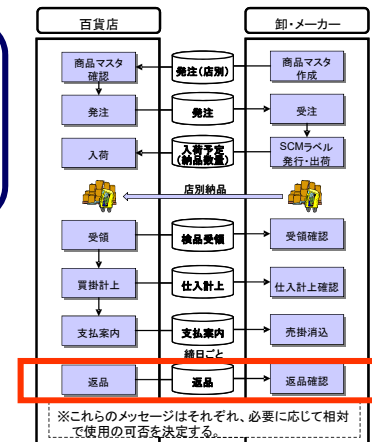 百貨店
卸・メーカー
商品マスタ
確認
発注(店別)
商品マスタ
作成
発注
発注
受注
入荷
入荷予定
(納品数量)
SCMラベル
発行・出荷
店別納品
受領
検品受領
受領確認
買掛計上
仕入計上
仕入計上確認
支払案内
支払案内
売掛消込
締日ごと
返品
返品
返品確認
※これらのメッセージはそれぞれ、必要に応じて相対
で使用の可否を決定する。